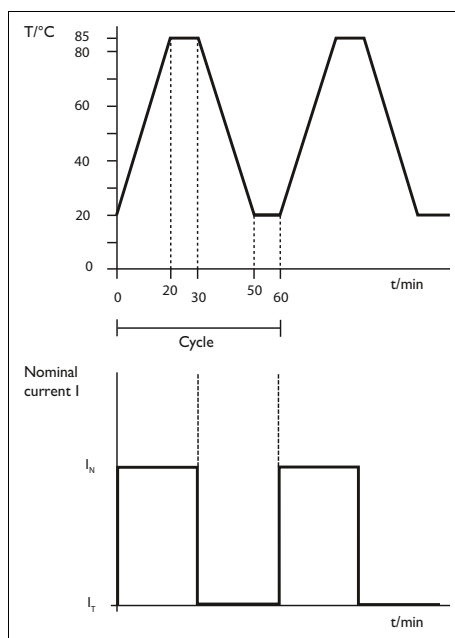 T/°C
85
80
60
40
20
0
0 20 30 50 60
t/min
Cycle
Nominal
current I
I_N
I_T
t/min